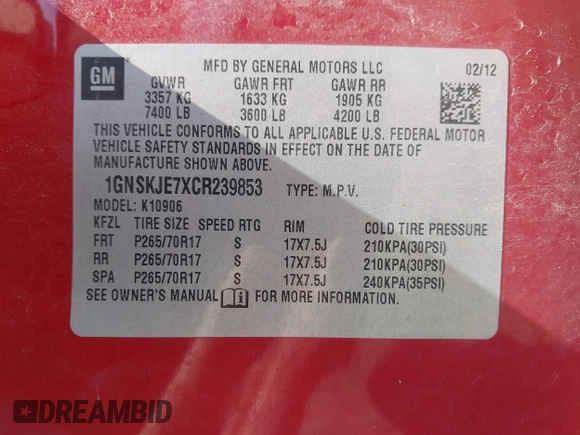 GM
MFD BY GENERAL MOTORS LLC 02/12
GVWR GAWR FRT GAWR RR
3357 KG 1633 KG 1905 KG
7400 LB 3600 LB 4200 LB
THIS VEHICLE CONFORMS TO ALL APPLICABLE U.S. FEDERAL MOTOR
VEHICLE SAFETY STANDARDS IN EFFECT ON THE DATE OF
MANUFACTURE SHOWN ABOVE.
1GNSKJE7XCR239853 TYPE: M.P.V.
MODEL: K10906
KFZL TIRE SIZE SPEED RTG RIM COLD TIRE PRESSURE
FRT P265/70R17 S 17X7.5J 210KPA(30PSI)
RR P265/70R17 S 17X7.5J 210KPA(30PSI)
SPA P265/70R17 S 17X7.5J 240KPA(35PSI)
SEE OWNER'S MANUAL FOR MORE INFORMATION.
DREAMBID